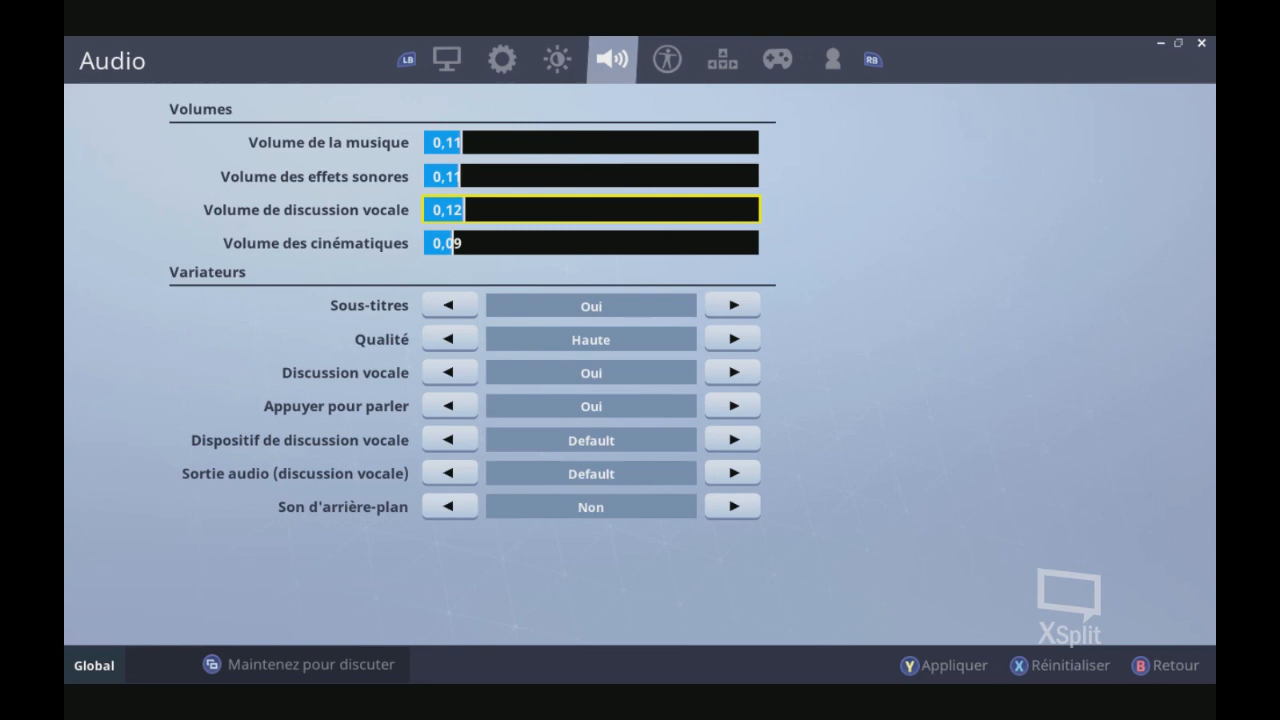 Audio
LB
RB
Volumes
Volume de la musique 0,11
Volume des effets sonores 0,11
Volume de discussion vocale 0,12
Volume des cinématiques 0,09
Variateurs
Sous-titres Oui
Qualité Haute
Discussion vocale Oui
Appuyer pour parler Oui
Dispositif de discussion vocale Default
Sortie audio (discussion vocale) Default
Son d'arrière-plan Non
XSplit
Global Maintenez pour discuter Y Appliquer X Réinitialiser B Retour